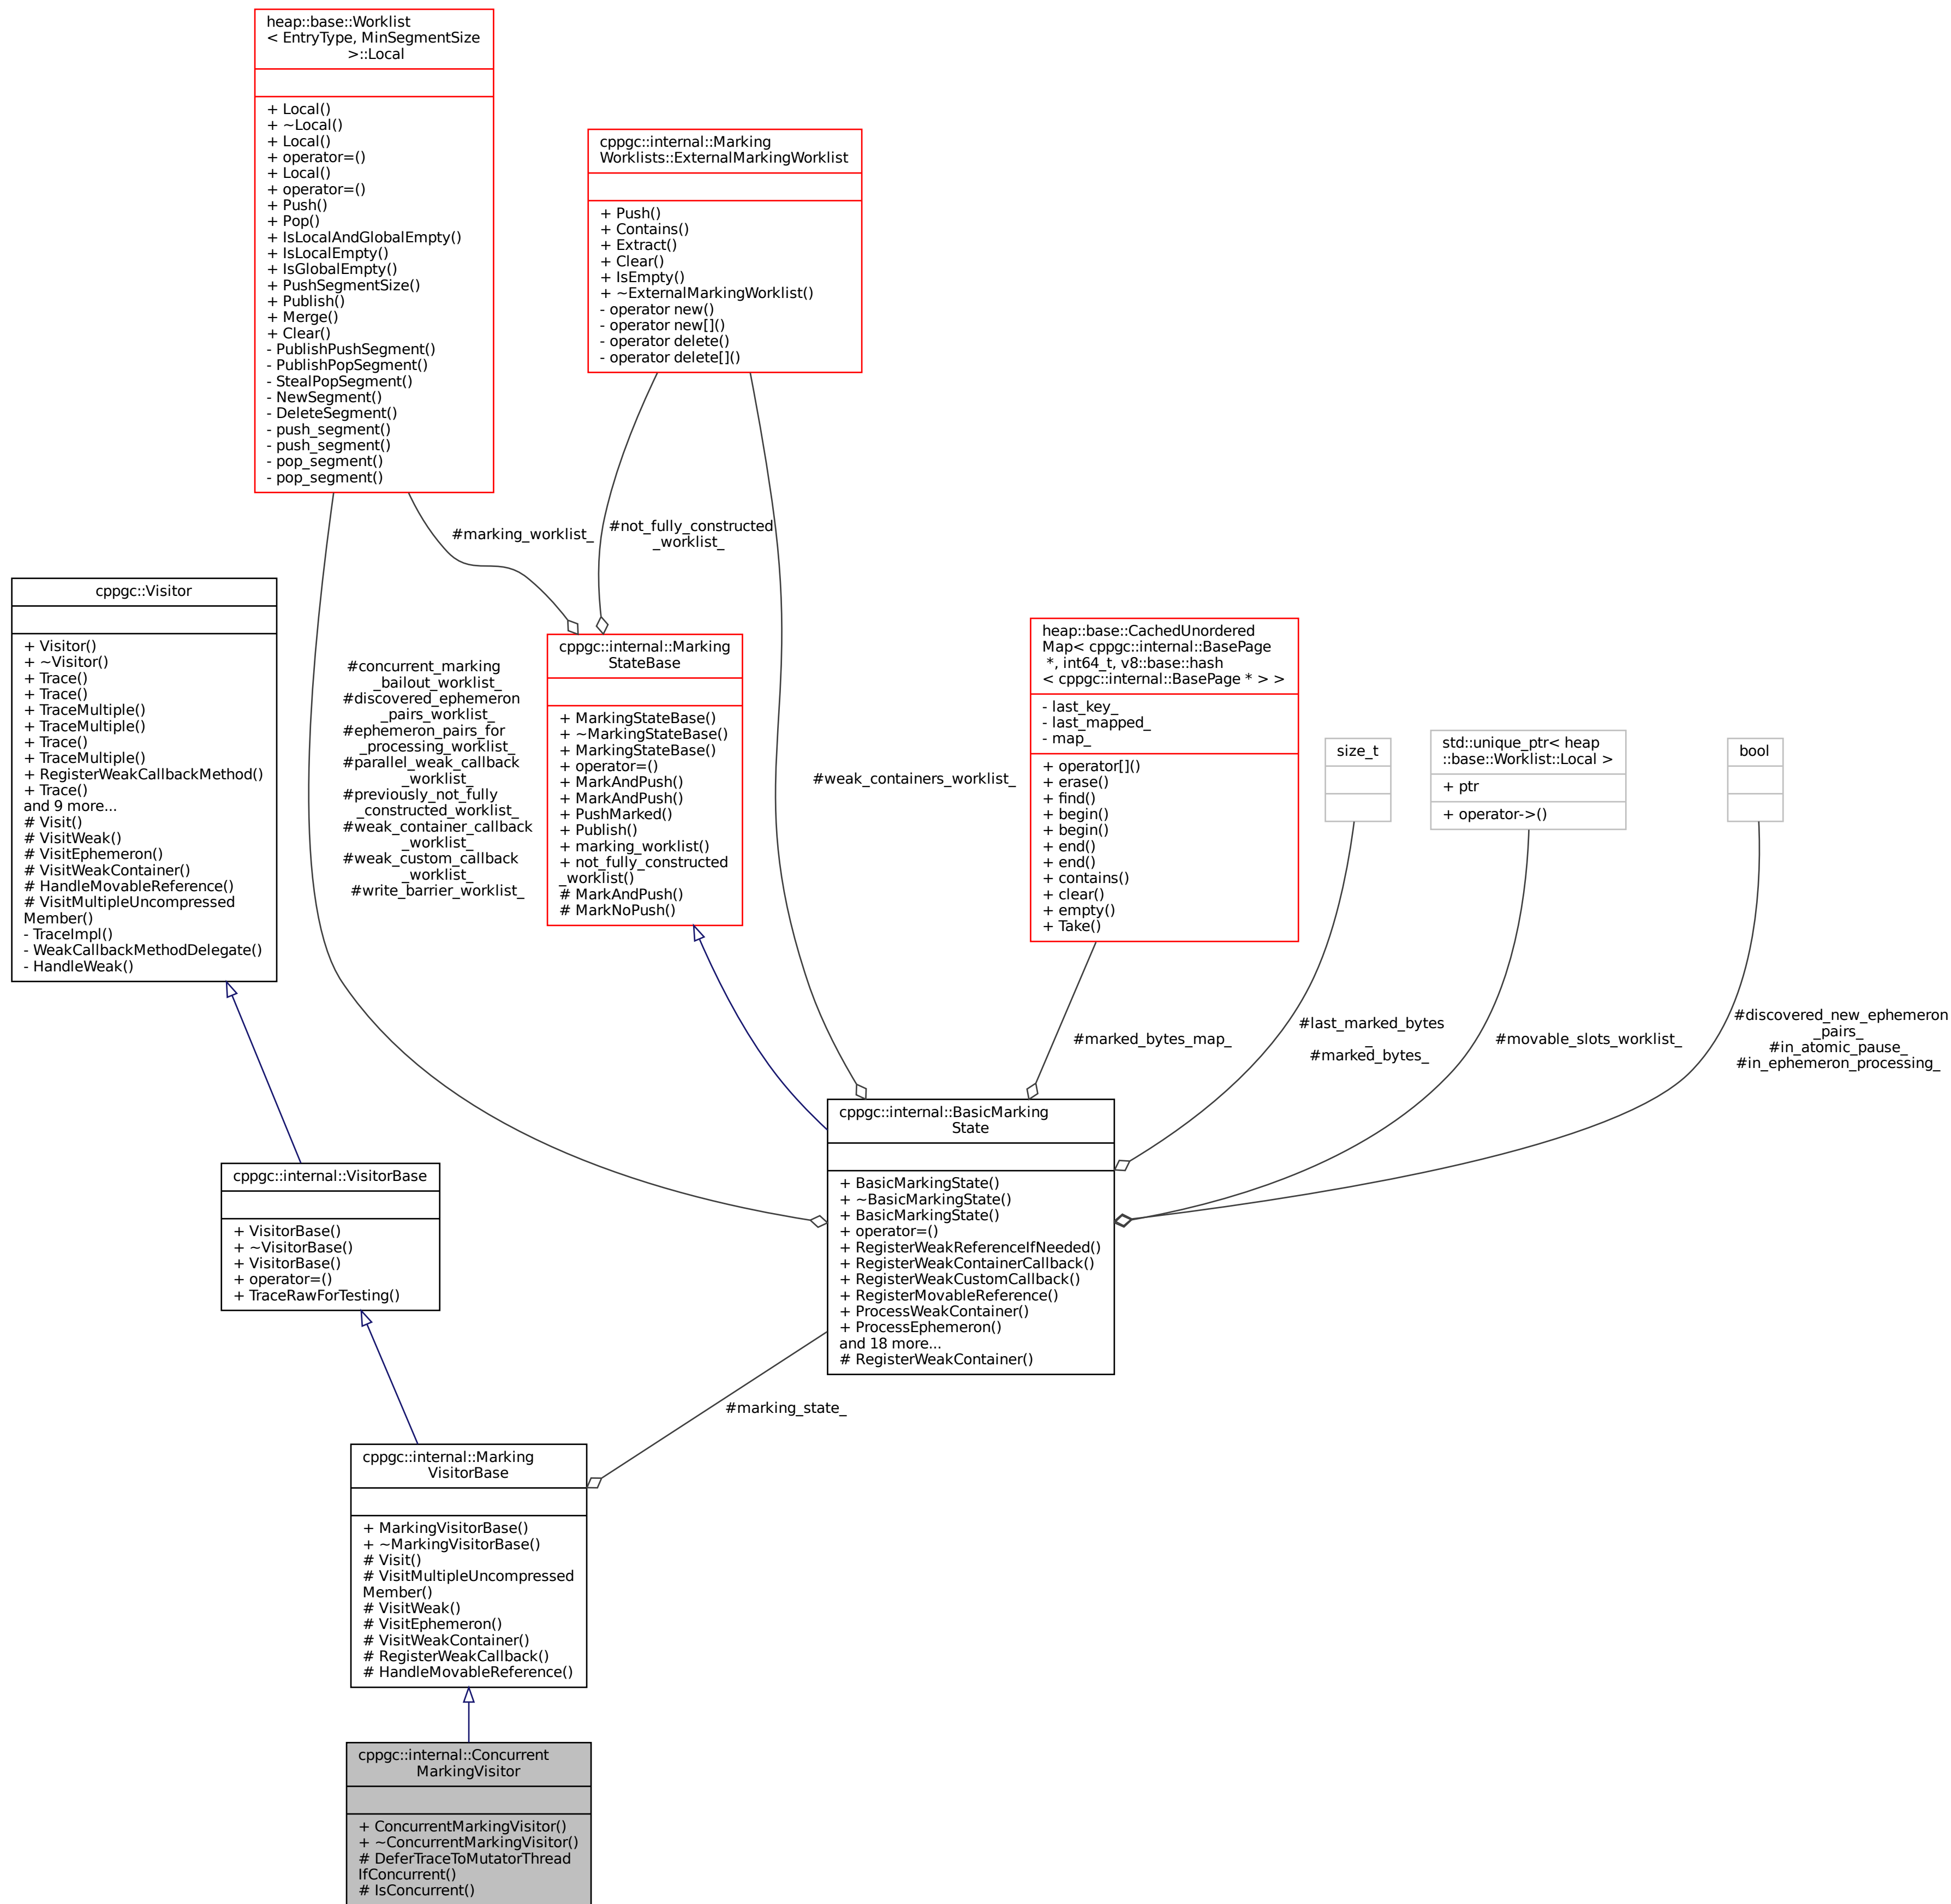 heap::base::Worklist
< EntryType, MinSegmentSize
>::Local
+ Local()
+ ~Local()
+ Local()
+ operator=()
+ Local()
+ operator=()
+ Push()
+ Pop()
+ IsLocalAndGlobalEmpty()
+ IsLocalEmpty()
+ IsGlobalEmpty()
+ PushSegmentSize()
+ Publish()
+ Merge()
+ Clear()
- PublishPushSegment()
- PublishPopSegment()
- StealPopSegment()
- NewSegment()
- DeleteSegment()
- push_segment()
- push_segment()
- pop_segment()
- pop_segment()
cppgc::internal::Marking
Worklists::ExternalMarkingWorklist
+ Push()
+ Contains()
+ Extract()
+ Clear()
+ IsEmpty()
+ ~ExternalMarkingWorklist()
- operator new()
- operator new[]()
- operator delete()
- operator delete[]()
#marking_worklist_
#not_fully_constructed
_worklist_
cppgc::Visitor
+ Visitor()
+ ~Visitor()
+ Trace()
+ Trace()
+ TraceMultiple()
+ TraceMultiple()
+ Trace()
+ TraceMultiple()
+ RegisterWeakCallbackMethod()
+ Trace()
and 9 more...
# Visit()
# VisitWeak()
# VisitEphemeron()
# VisitWeakContainer()
# HandleMovableReference()
# VisitMultipleUncompressed
Member()
- TraceImpl()
- WeakCallbackMethodDelegate()
- HandleWeak()
#concurrent_marking
_bailout_worklist_
#discovered_ephemeron
_pairs_worklist_
#ephemeron_pairs_for
_processing_worklist_
#parallel_weak_callback
_worklist_
#previously_not_fully
_constructed_worklist_
#weak_container_callback
_worklist_
#weak_custom_callback
_worklist_
#write_barrier_worklist_
cppgc::internal::Marking
StateBase
+ MarkingStateBase()
+ ~MarkingStateBase()
+ MarkingStateBase()
+ operator=()
+ MarkAndPush()
+ MarkAndPush()
+ PushMarked()
+ Publish()
+ marking_worklist()
+ not_fully_constructed
_worklist()
# MarkAndPush()
# MarkNoPush()
#weak_containers_worklist_
heap::base::CachedUnordered
Map< cppgc::internal::BasePage
*, int64_t, v8::base::hash
< cppgc::internal::BasePage * > >
- last_key_
- last_mapped_
- map_
+ operator[]()
+ erase()
+ find()
+ begin()
+ begin()
+ end()
+ end()
+ contains()
+ clear()
+ empty()
+ Take()
size_t
std::unique_ptr< heap
::base::Worklist::Local >
+ ptr
+ operator->()
bool
#marked_bytes_map_
#last_marked_bytes
_
#marked_bytes_
#movable_slots_worklist_
#discovered_new_ephemeron
_pairs_
#in_atomic_pause_
#in_ephemeron_processing_
cppgc::internal::VisitorBase
+ VisitorBase()
+ ~VisitorBase()
+ VisitorBase()
+ operator=()
+ TraceRawForTesting()
cppgc::internal::BasicMarking
State
+ BasicMarkingState()
+ ~BasicMarkingState()
+ BasicMarkingState()
+ operator=()
+ RegisterWeakReferenceIfNeeded()
+ RegisterWeakContainerCallback()
+ RegisterWeakCustomCallback()
+ RegisterMovableReference()
+ ProcessWeakContainer()
+ ProcessEphemeron()
and 18 more...
# RegisterWeakContainer()
#marking_state_
cppgc::internal::Marking
VisitorBase
+ MarkingVisitorBase()
+ ~MarkingVisitorBase()
# Visit()
# VisitMultipleUncompressed
Member()
# VisitWeak()
# VisitEphemeron()
# VisitWeakContainer()
# RegisterWeakCallback()
# HandleMovableReference()
cppgc::internal::Concurrent
MarkingVisitor
+ ConcurrentMarkingVisitor()
+ ~ConcurrentMarkingVisitor()
# DeferTraceToMutatorThread
IfConcurrent()
# IsConcurrent()